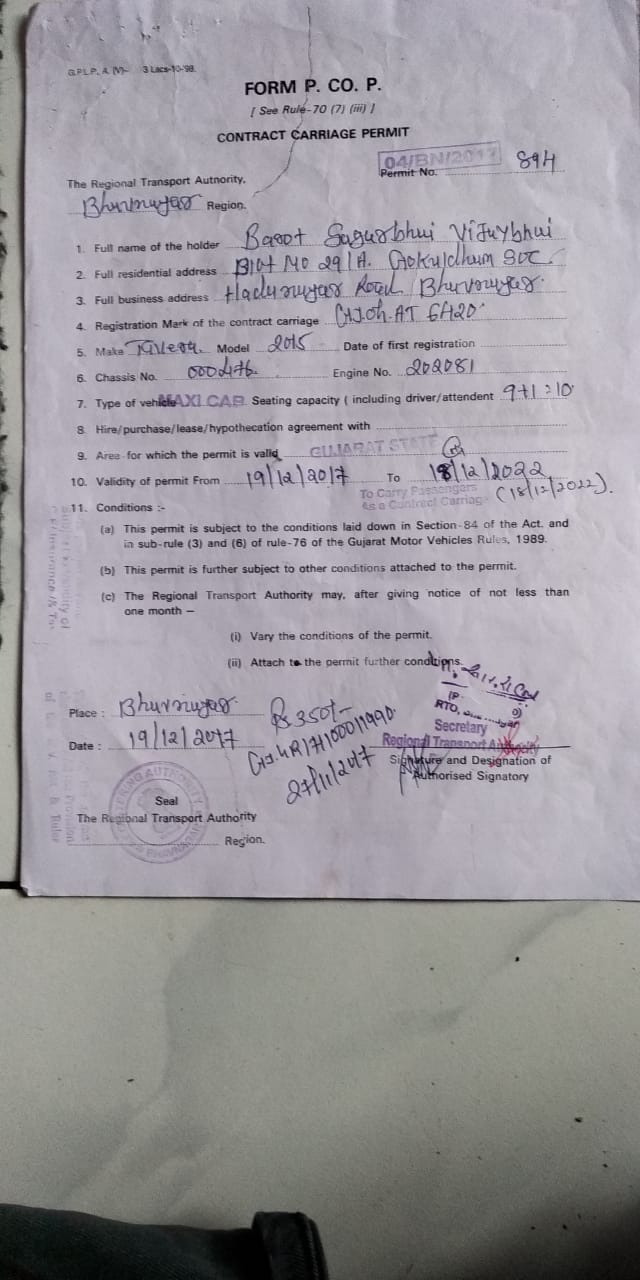 G.P.L.P., A. (V)- 3 Lacs-10-98.
FORM P. CO. P.
[ See Rule-70 (7) (iii) ]
CONTRACT CARRIAGE PERMIT
04/BN/2017
Permit No. 894
The Regional Transport Autnority.
Bhavnagar Region.
1. Full name of the holder Barot Sagarbhai Vijaybhai
2. Full residential address Plot No 29/A. Gokuldham Soc.
3. Full business address Hadanagar Road Bhavnagar.
4. Registration Mark of the contract carriage GJ04 AT 6420
5. Make Tavera. Model 2015 Date of first registration
6. Chassis No. 000476. Engine No. 202081
7. Type of vehicle MAXI CAB Seating capacity ( including driver/attendent 9+1=10
8. Hire/purchase/lease/hypothecation agreement with
9. Area for which the permit is valid GUJARAT STATE
10. Validity of permit From 19/12/2017 To 18/12/2022
To Carry Passengers
As a Contract Carriag (18/12/2022).
11. Conditions :-
(a) This permit is subject to the conditions laid down in Section-84 of the Act. and
in sub-rule (3) and (6) of rule-76 of the Gujarat Motor Vehicles Rules, 1989.
(b) This permit is further subject to other conditions attached to the permit.
(c) The Regional Transport Authority may, after giving notice of not less than
one month —
(i) Vary the conditions of the permit.
(ii) Attach to the permit further conditions.
Place : Bhavnagar Rs 350/-
RTO,
Secretary
Date : 19/12/2017 27/11/2017
Regional Transport Authority
Signature and Designation of
Authorised Signatory
Seal
The Regional Transport Authority
Region.